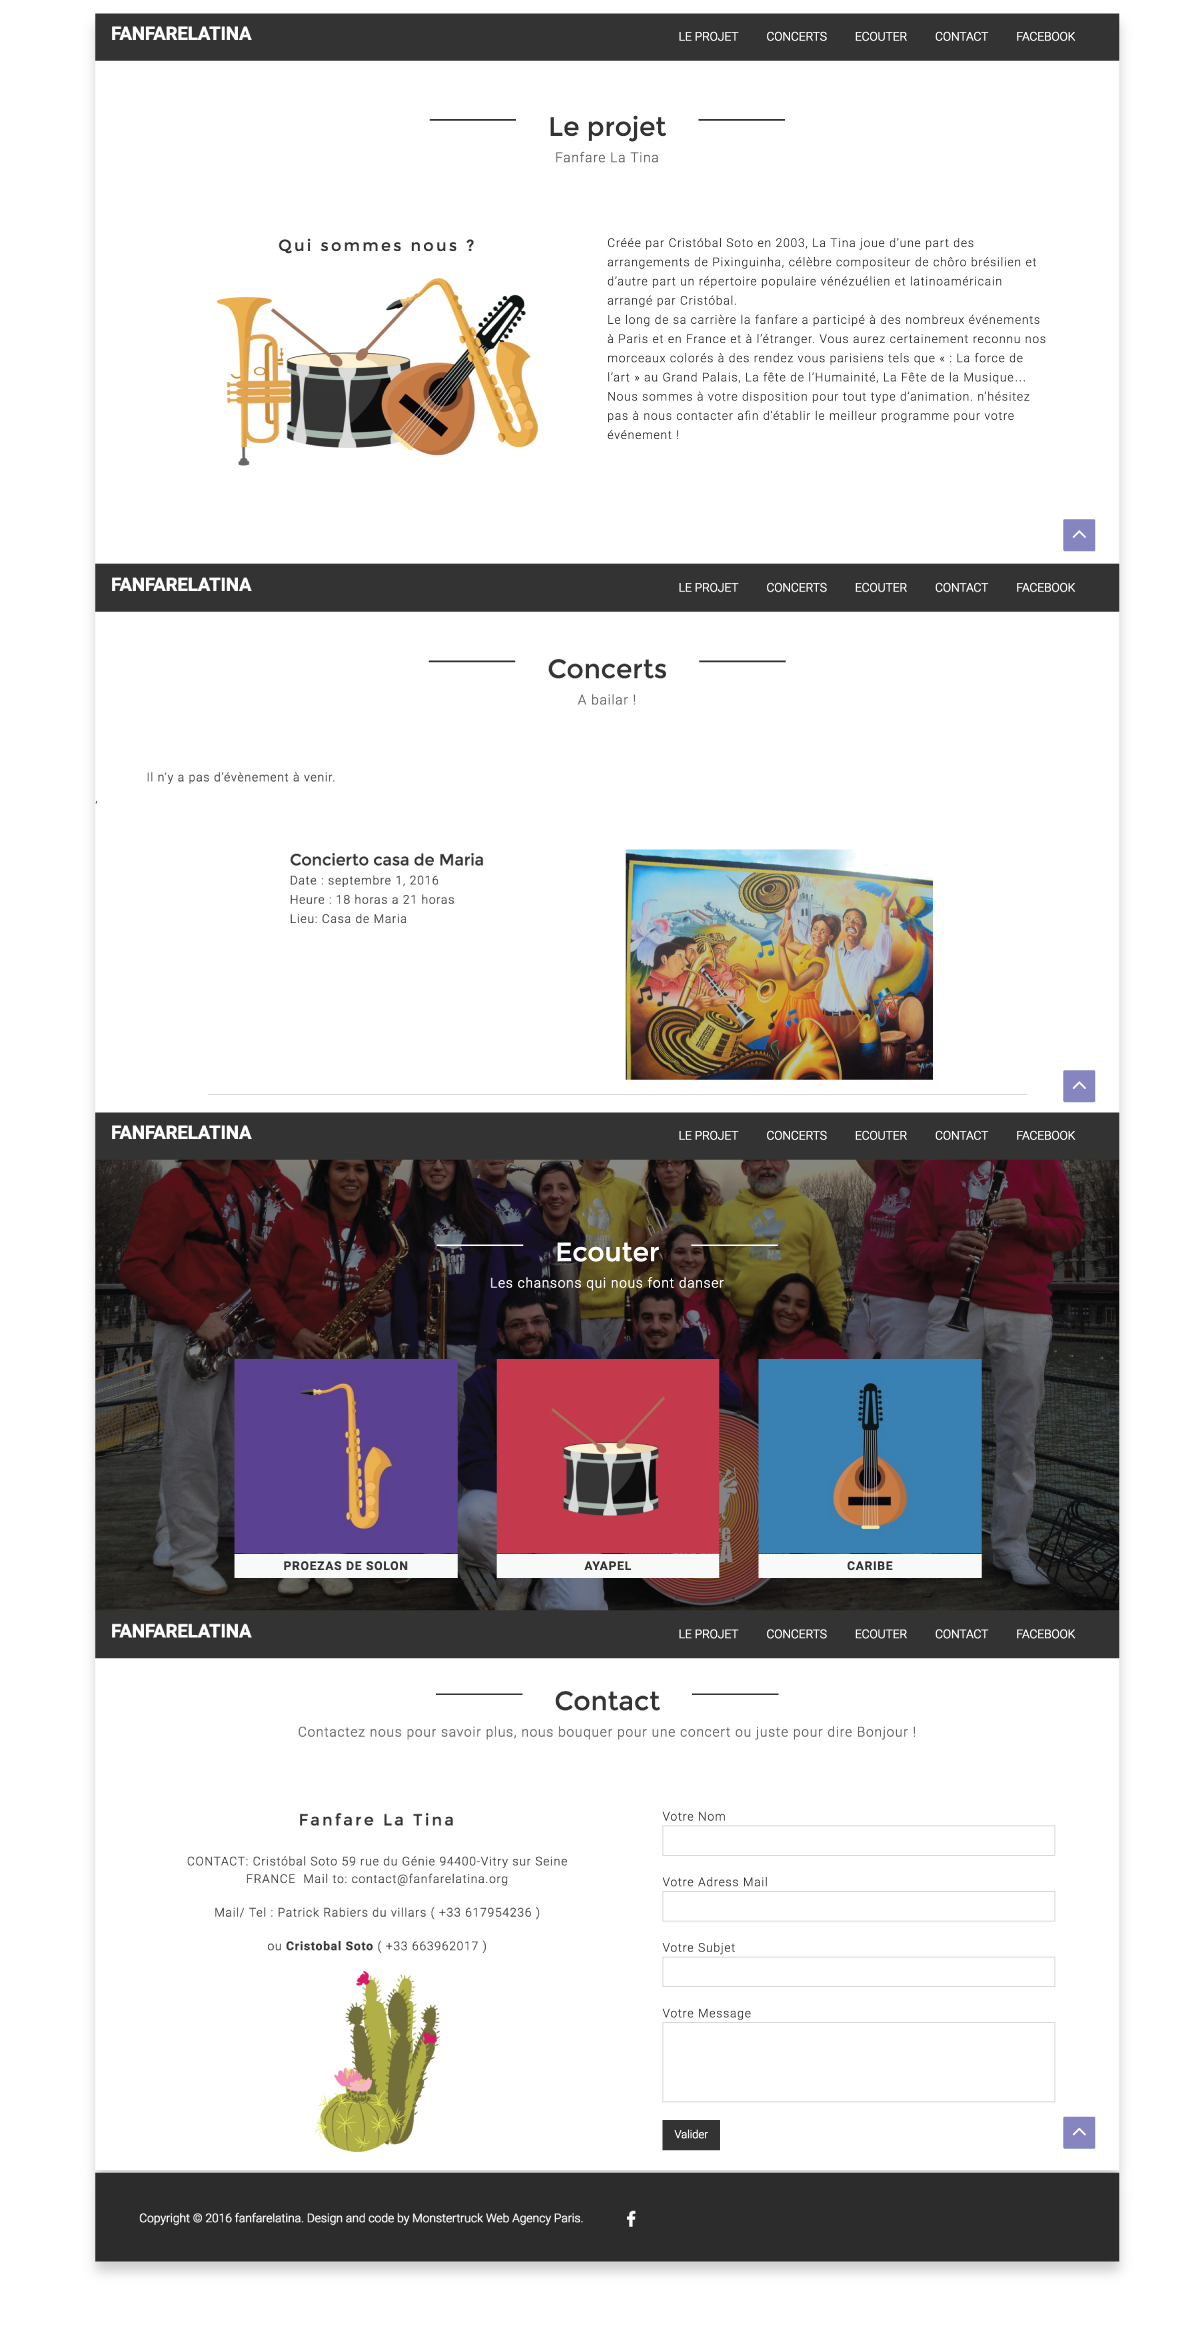 FANFARELATINA
LE PROJET CONCERTS ECOUTER CONTACT FACEBOOK
Le projet
Fanfare La Tina
Qui sommes nous ?
Créée par Cristóbal Soto en 2003, La Tina joue d'une part des
arrangements de Pixinguinha, célèbre compositeur de chôro brésilien et
d'autre part un répertoire populaire vénézuélien et latinoaméricain
arrangé par Cristóbal.
Le long de sa carrière la fanfare a participé à des nombreux événements
à Paris et en France et à l'étranger. Vous aurez certainement reconnu nos
morceaux colorés à des rendez vous parisiens tels que « : La force de
l'art » au Grand Palais, La fête de l'Humainité, La Fête de la Musique...
Nous sommes à votre disposition pour tout type d'animation. n'hésitez
pas à nous contacter afin d'établir le meilleur programme pour votre
événement !
FANFARELATINA
LE PROJET CONCERTS ECOUTER CONTACT FACEBOOK
Concerts
A bailar !
Il n'y a pas d'évènement à venir.
,
Concierto casa de Maria
Date : septembre 1, 2016
Heure : 18 horas a 21 horas
Lieu: Casa de Maria
FANFARELATINA
LE PROJET CONCERTS ECOUTER CONTACT FACEBOOK
Ecouter
Les chansons qui nous font danser
PROEZAS DE SOLON
AYAPEL
CARIBE
FANFARELATINA
LE PROJET CONCERTS ECOUTER CONTACT FACEBOOK
Contact
Contactez nous pour savoir plus, nous bouquer pour une concert ou juste pour dire Bonjour !
Fanfare La Tina
CONTACT: Cristóbal Soto 59 rue du Génie 94400-Vitry sur Seine
FRANCE Mail to: contact@fanfarelatina.org
Mail/ Tel : Patrick Rabiers du villars ( +33 617954236 )
ou Cristobal Soto ( +33 663962017 )
Votre Nom
Votre Adress Mail
Votre Subjet
Votre Message
Valider
Copyright © 2016 fanfarelatina. Design and code by Monstertruck Web Agency Paris.